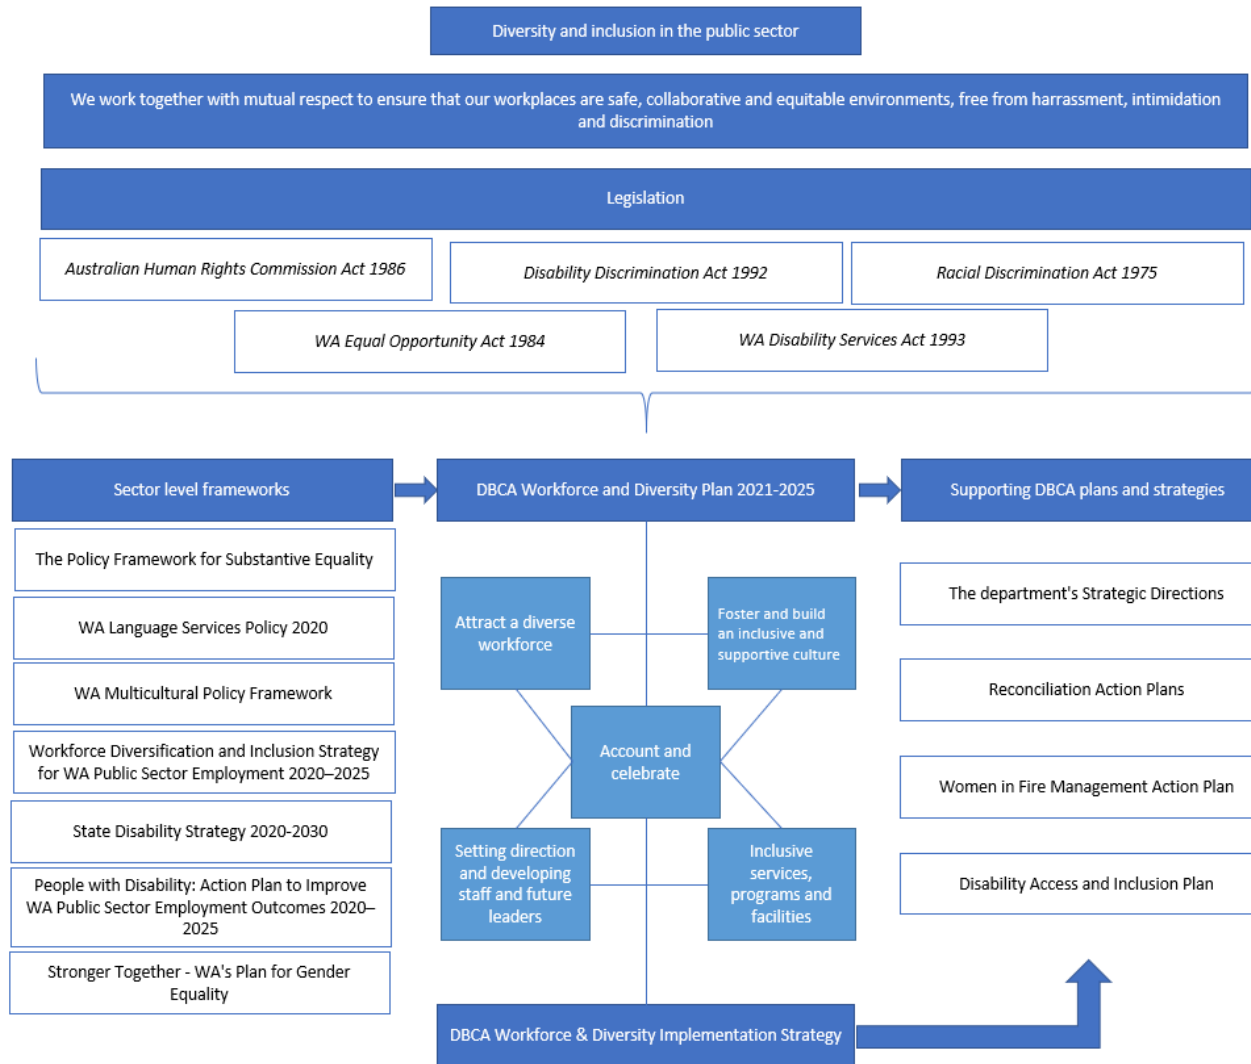 Diversity and inclusion in the public sector
We work together with mutual respect to ensure that our workplaces are safe, collaborative and equitable environments, free from harrassment, intimidation
and discrimination
Legislation
Australian Human Rights Commission Act 1986
Disability Discrimination Act 1992
Racial Discrimination Act 1975
WA Equal Opportunity Act 1984
WA Disability Services Act 1993
Sector level frameworks
The Policy Framework for Substantive Equality
WA Language Services Policy 2020
WA Multicultural Policy Framework
Workforce Diversification and Inclusion Strategy
for WA Public Sector Employment 2020–2025
State Disability Strategy 2020-2030
People with Disability: Action Plan to Improve
WA Public Sector Employment Outcomes 2020–
2025
Stronger Together - WA's Plan for Gender
Equality
DBCA Workforce and Diversity Plan 2021-2025
Attract a diverse
workforce
Foster and build
an inclusive and
supportive culture
Account and
celebrate
Setting direction
and developing
staff and future
leaders
Inclusive
services,
programs and
facilities
DBCA Workforce & Diversity Implementation Strategy
Supporting DBCA plans and strategies
The department's Strategic Directions
Reconciliation Action Plans
Women in Fire Management Action Plan
Disability Access and Inclusion Plan